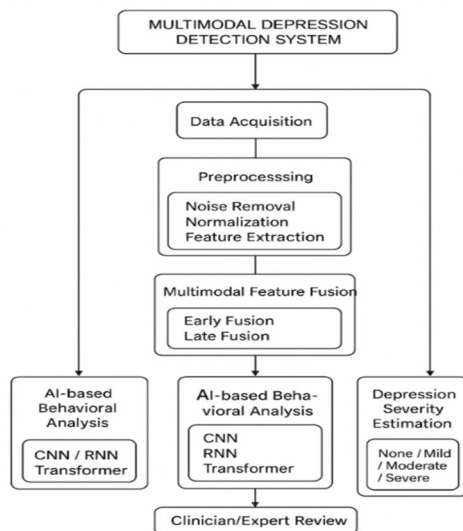 MULTIMODAL DEPRESSION
DETECTION SYSTEM
Data Acquisition
Preprocesssing
Noise Removal
Normalization
Feature Extraction
Multimodal Feature Fusion
Early Fusion
Late Fusion
AI-based
Behavioral
Analysis
CNN / RNN
Transformer
AI-based Beha-
vioral Analysis
CNN
RNN
Transformer
Depression
Severity
Estimation
None / Mild
/ Moderate
/ Severe
Clinician/Expert Review